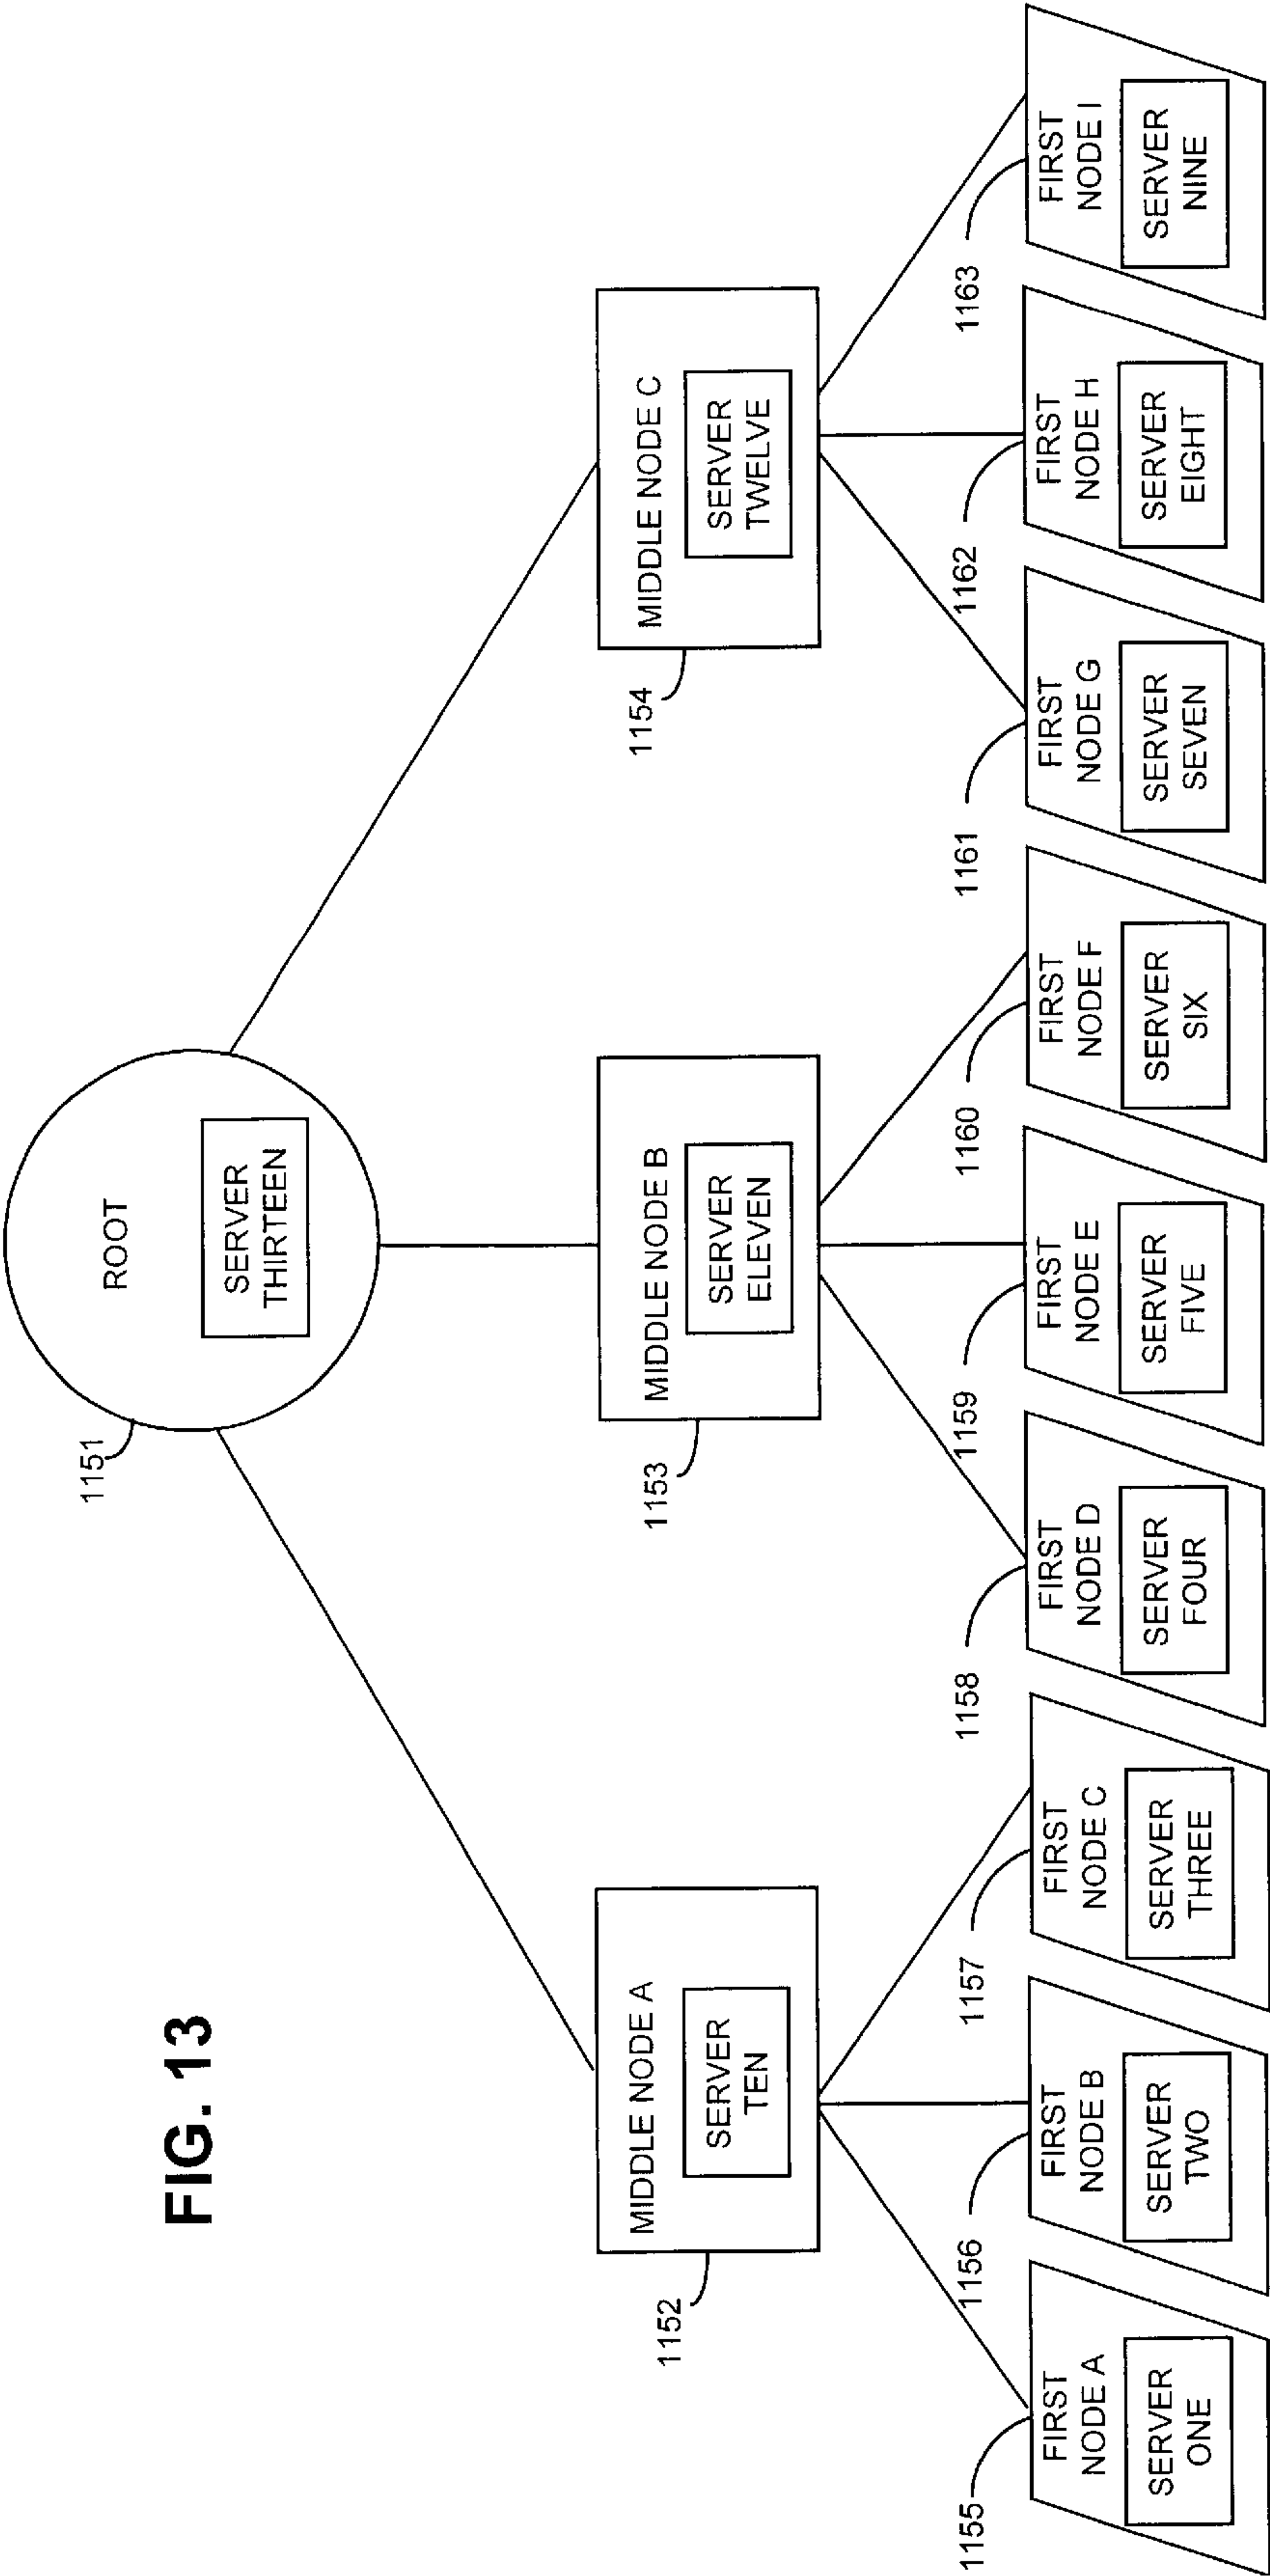 FIG. 13
1151
ROOT
SERVER
THIRTEEN
1152
MIDDLE NODE A
SERVER
TEN
1153
MIDDLE NODE B
SERVER
ELEVEN
1154
MIDDLE NODE C
SERVER
TWELVE
1155
FIRST
NODE A
SERVER
ONE
1156
FIRST
NODE B
SERVER
TWO
1157
FIRST
NODE C
SERVER
THREE
1158
FIRST
NODE D
SERVER
FOUR
1159
FIRST
NODE E
SERVER
FIVE
1160
FIRST
NODE F
SERVER
SIX
1161
FIRST
NODE G
SERVER
SEVEN
1162
FIRST
NODE H
SERVER
EIGHT
1163
FIRST
NODE I
SERVER
NINE